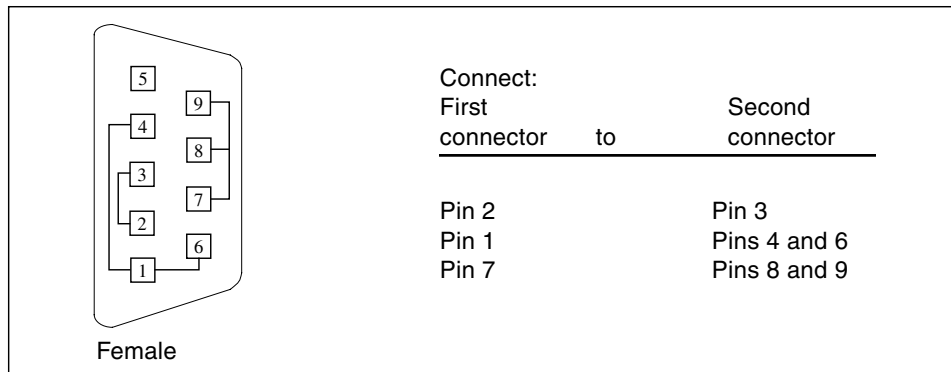 5
9
4
8
3
7
2
6
1
Female
Connect:
First Second
connector to connector
Pin 2 Pin 3
Pin 1 Pins 4 and 6
Pin 7 Pins 8 and 9